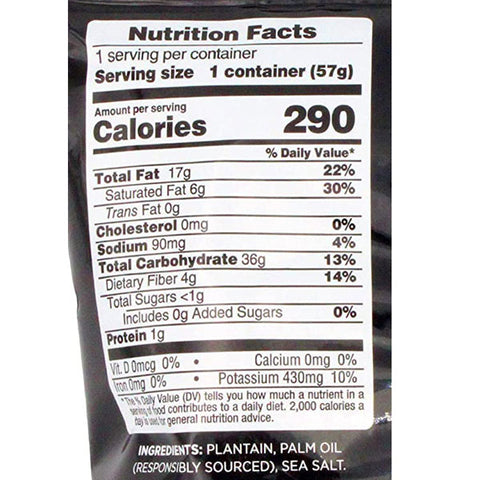 Nutrition Facts
1 serving per container
Serving size 1 container (57g)
Amount per serving
Calories 290
% Daily Value*
Total Fat 17g 22%
Saturated Fat 6g 30%
Trans Fat 0g
Cholesterol 0mg 0%
Sodium 90mg 4%
Total Carbohydrate 36g 13%
Dietary Fiber 4g 14%
Total Sugars <1g
Includes 0g Added Sugars 0%
Protein 1g
Vit. D 0mcg 0% • Calcium 0mg 0%
Iron 0mg 0% • Potassium 430mg 10%
*The % Daily Value (DV) tells you how much a nutrient in a
serving of food contributes to a daily diet. 2,000 calories a
day is used for general nutrition advice.
INGREDIENTS: PLANTAIN, PALM OIL
(RESPONSIBLY SOURCED), SEA SALT.